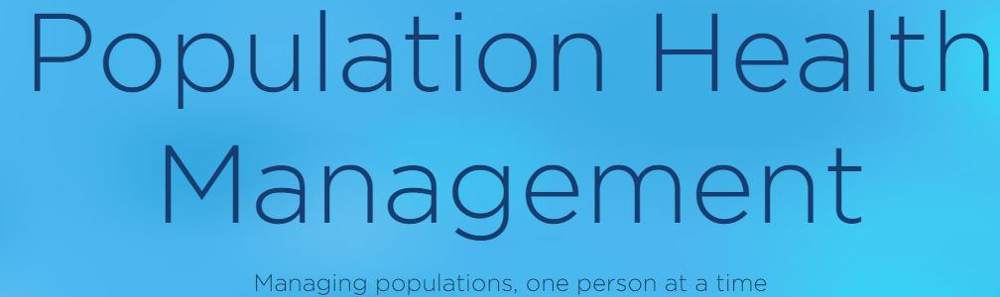 Population Health
Management
Managing populations, one person at a time